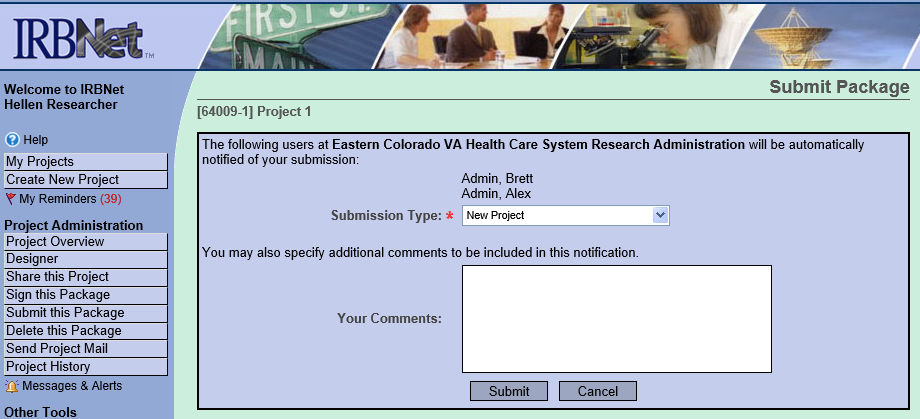 FIRST ST
MAIN
IRBNet™
Welcome to IRBNet
Hellen Researcher
Help
My Projects
Create New Project
My Reminders (39)
Project Administration
Project Overview
Designer
Share this Project
Sign this Package
Submit this Package
Delete this Package
Send Project Mail
Project History
Messages & Alerts
Other Tools
Submit Package
[64009-1] Project 1
The following users at Eastern Colorado VA Health Care System Research Administration will be automatically
notified of your submission:
Admin, Brett
Admin, Alex
Submission Type: * New Project
You may also specify additional comments to be included in this notification.
Your Comments:
Submit Cancel